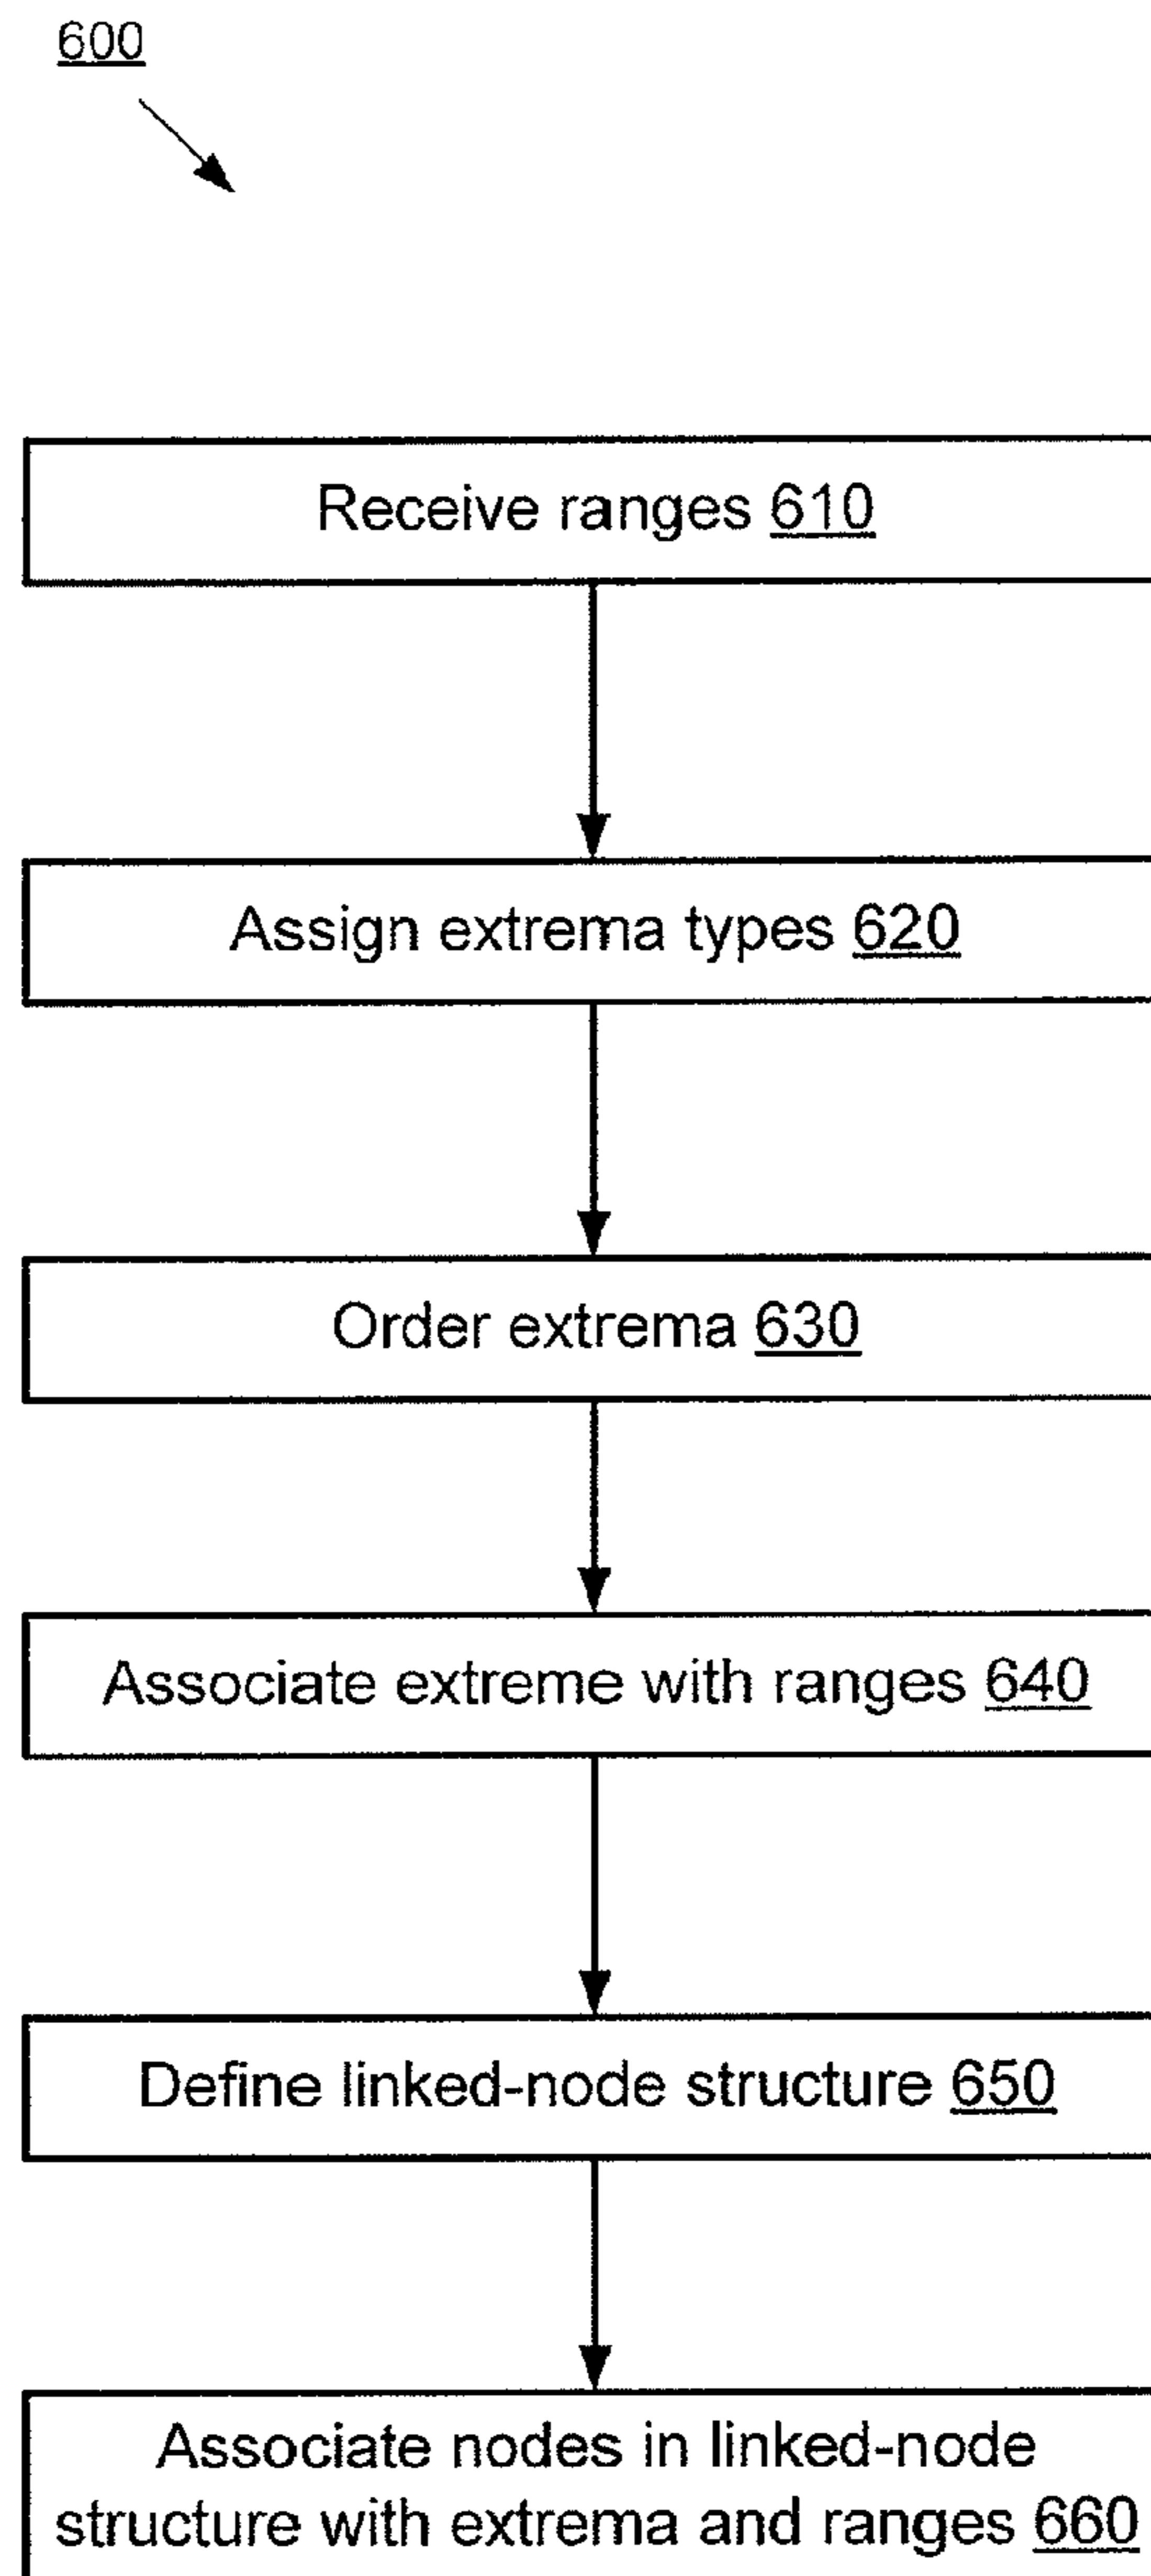 600
Receive ranges 610
Assign extrema types 620
Order extrema 630
Associate extreme with ranges 640
Define linked-node structure 650
Associate nodes in linked-node
structure with extrema and ranges 660